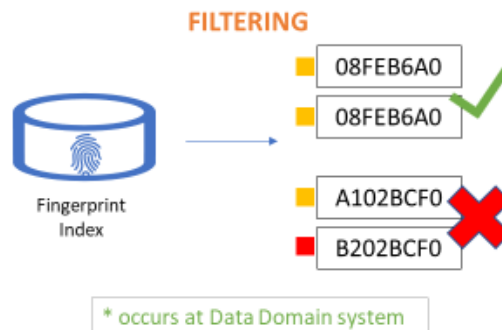 FILTERING
08FEB6A0
08FEB6A0
Fingerprint
Index
A102BCF0
B202BCF0
* occurs at Data Domain system